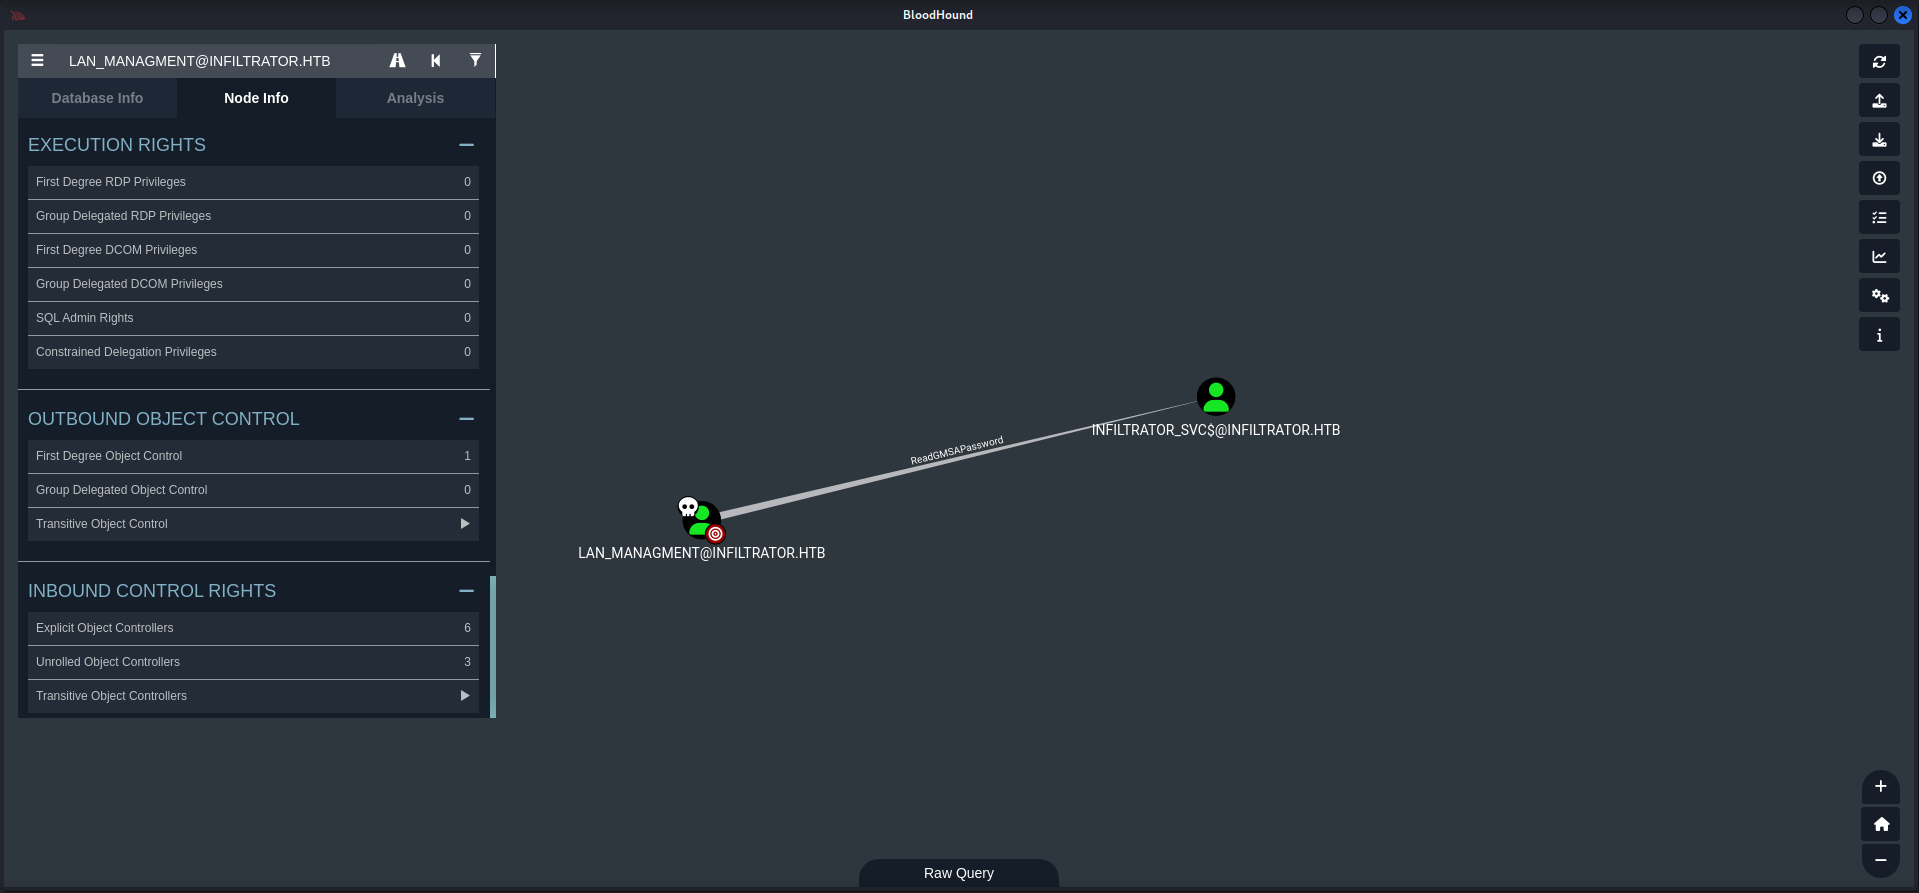 BloodHound
LAN_MANAGMENT@INFILTRATOR.HTB
Database Info
Node Info
Analysis
EXECUTION RIGHTS
First Degree RDP Privileges 0
Group Delegated RDP Privileges 0
First Degree DCOM Privileges 0
Group Delegated DCOM Privileges 0
SQL Admin Rights 0
Constrained Delegation Privileges 0
OUTBOUND OBJECT CONTROL
First Degree Object Control 1
Group Delegated Object Control 0
Transitive Object Control
INBOUND CONTROL RIGHTS
Explicit Object Controllers 6
Unrolled Object Controllers 3
Transitive Object Controllers
INFILTRATOR_SVC$@INFILTRATOR.HTB
ReadGMSAPassword
LAN_MANAGMENT@INFILTRATOR.HTB
Raw Query